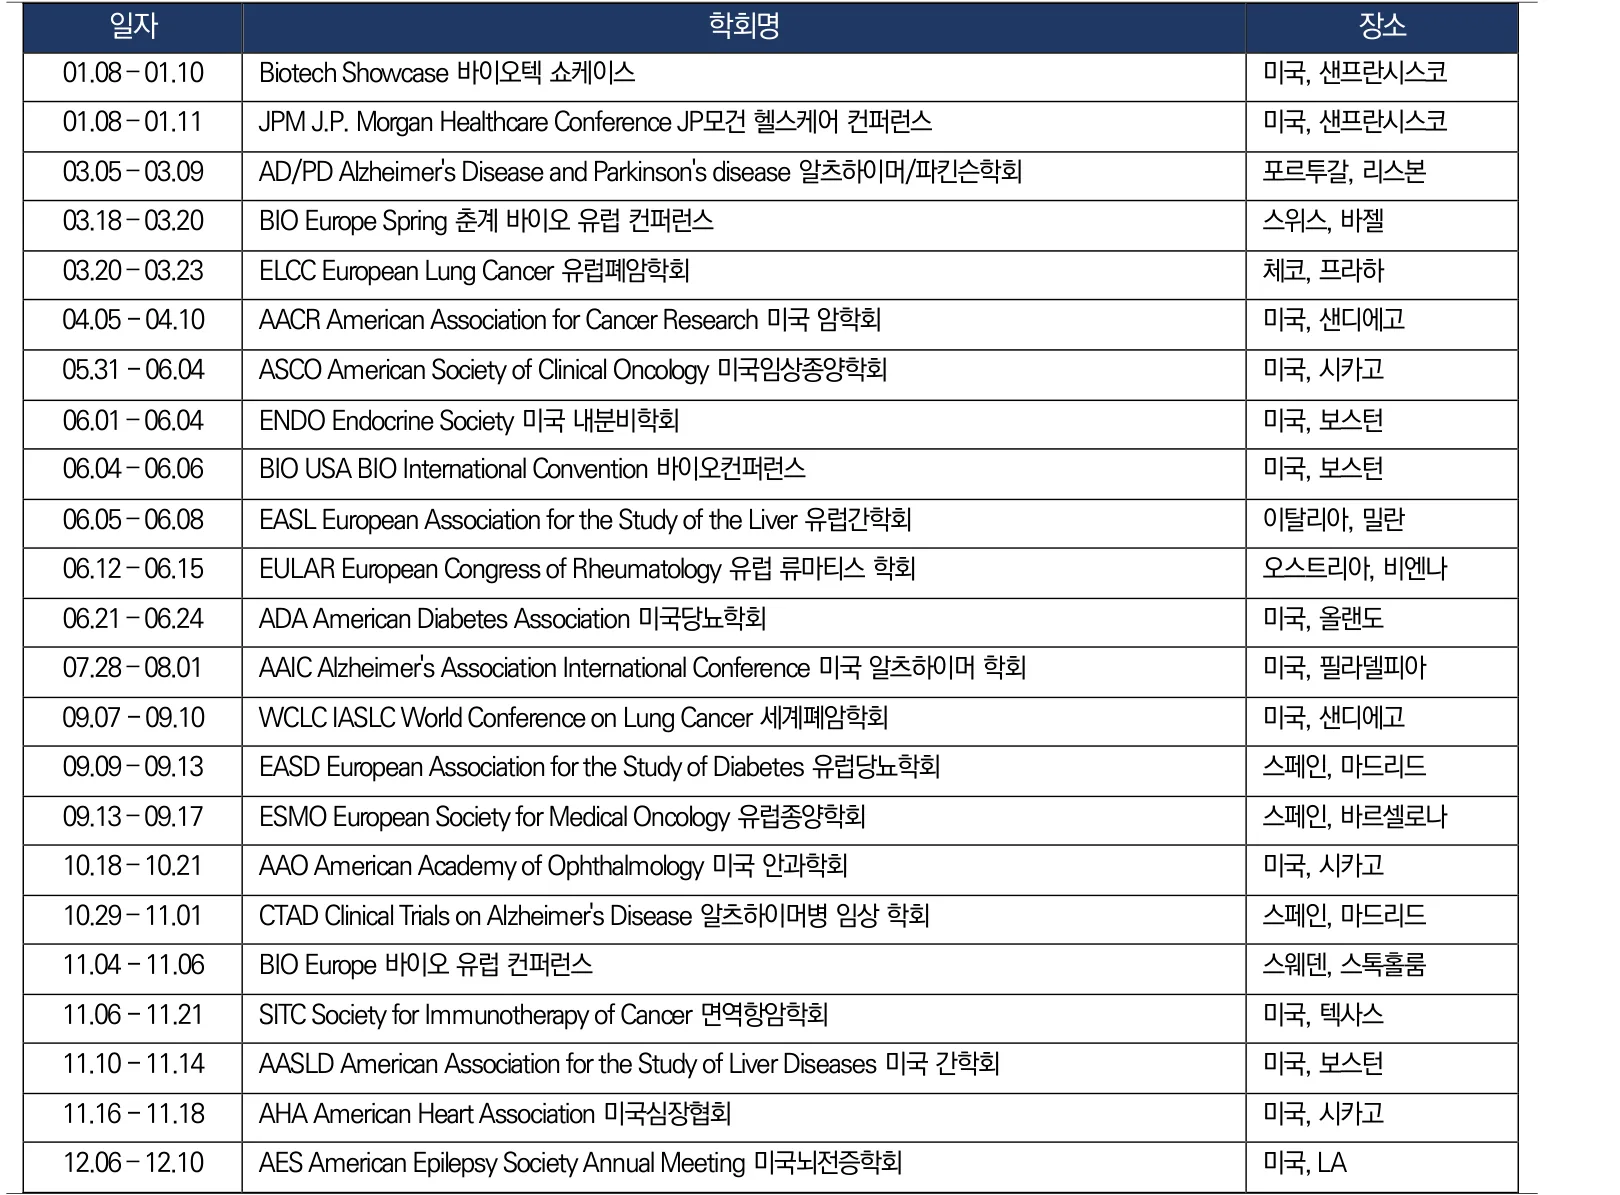 일자 학회명 장소
01.08 – 01.10 Biotech Showcase 바이오텍 쇼케이스 미국, 샌프란시스코
01.08 – 01.11 JPM J.P. Morgan Healthcare Conference JP모건 헬스케어 컨퍼런스 미국, 샌프란시스코
03.05 – 03.09 AD/PD Alzheimer's Disease and Parkinson's disease 알츠하이머/파킨슨학회 포르투갈, 리스본
03.18 – 03.20 BIO Europe Spring 춘계 바이오 유럽 컨퍼런스 스위스, 바젤
03.20 – 03.23 ELCC European Lung Cancer 유럽폐암학회 체코, 프라하
04.05 – 04.10 AACR American Association for Cancer Research 미국 암학회 미국, 샌디에고
05.31 – 06.04 ASCO American Society of Clinical Oncology 미국임상종양학회 미국, 시카고
06.01 – 06.04 ENDO Endocrine Society 미국 내분비학회 미국, 보스턴
06.04 – 06.06 BIO USA BIO International Convention 바이오컨퍼런스 미국, 보스턴
06.05 – 06.08 EASL European Association for the Study of the Liver 유럽간학회 이탈리아, 밀란
06.12 – 06.15 EULAR European Congress of Rheumatology 유럽 류마티스 학회 오스트리아, 비엔나
06.21 – 06.24 ADA American Diabetes Association 미국당뇨학회 미국, 올랜도
07.28 – 08.01 AAIC Alzheimer's Association International Conference 미국 알츠하이머 학회 미국, 필라델피아
09.07 – 09.10 WCLC IASLC World Conference on Lung Cancer 세계폐암학회 미국, 샌디에고
09.09 – 09.13 EASD European Association for the Study of Diabetes 유럽당뇨학회 스페인, 마드리드
09.13 – 09.17 ESMO European Society for Medical Oncology 유럽종양학회 스페인, 바르셀로나
10.18 – 10.21 AAO American Academy of Ophthalmology 미국 안과학회 미국, 시카고
10.29 – 11.01 CTAD Clinical Trials on Alzheimer's Disease 알츠하이머병 임상 학회 스페인, 마드리드
11.04 – 11.06 BIO Europe 바이오 유럽 컨퍼런스 스웨덴, 스톡홀룸
11.06 – 11.21 SITC Society for Immunotherapy of Cancer 면역항암학회 미국, 텍사스
11.10 – 11.14 AASLD American Association for the Study of Liver Diseases 미국 간학회 미국, 보스턴
11.16 – 11.18 AHA American Heart Association 미국심장협회 미국, 시카고
12.06 – 12.10 AES American Epilepsy Society Annual Meeting 미국뇌전증학회 미국, LA